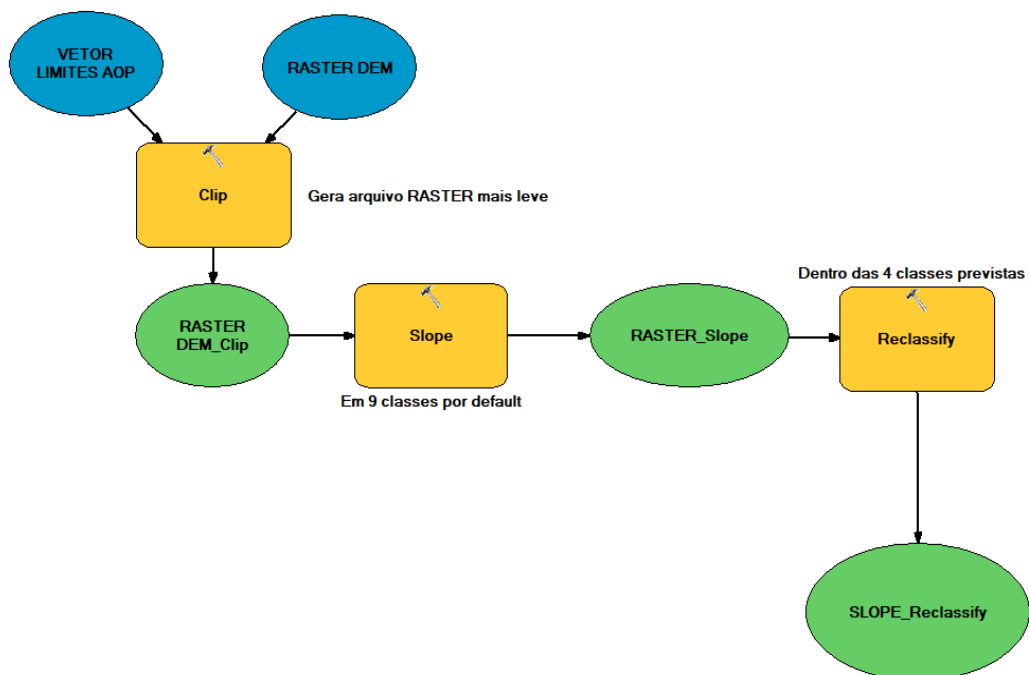 VETOR
LIMITES AOP
RASTER DEM
Clip
Gera arquivo RASTER mais leve
Dentro das 4 classes previstas
RASTER
DEM_Clip
Slope
RASTER_Slope
Reclassify
Em 9 classes por default
SLOPE_Reclassify